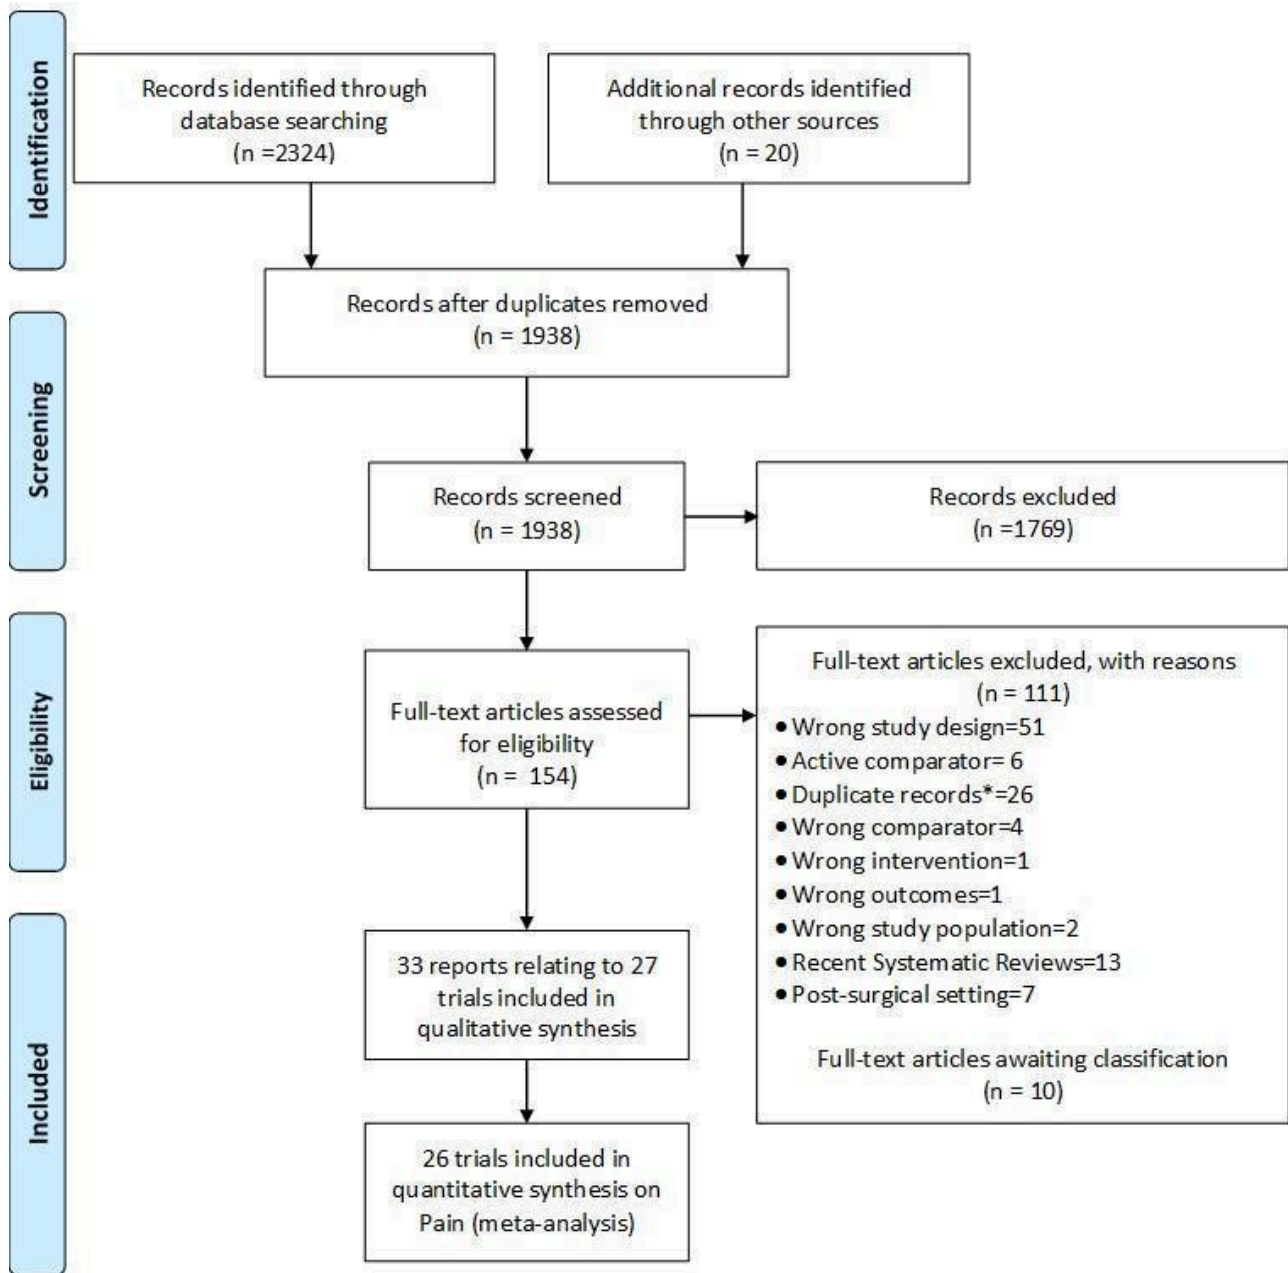 Identification
Records identified through
database searching
(n =2324)
Additional records identified
through other sources
(n = 20)
Records after duplicates removed
(n = 1938)
Screening
Records screened
(n = 1938)
Records excluded
(n =1769)
Eligibility
Full-text articles assessed
for eligibility
(n = 154)
Full-text articles excluded, with reasons
(n = 111)
•Wrong study design=51
•Active comparator= 6
•Duplicate records*=26
•Wrong comparator=4
•Wrong intervention=1
•Wrong outcomes=1
•Wrong study population=2
•Recent Systematic Reviews=13
•Post-surgical setting=7
Full-text articles awaiting classification
(n = 10)
Included
33 reports relating to 27
trials included in
qualitative synthesis
26 trials included in
quantitative synthesis on
Pain (meta-analysis)